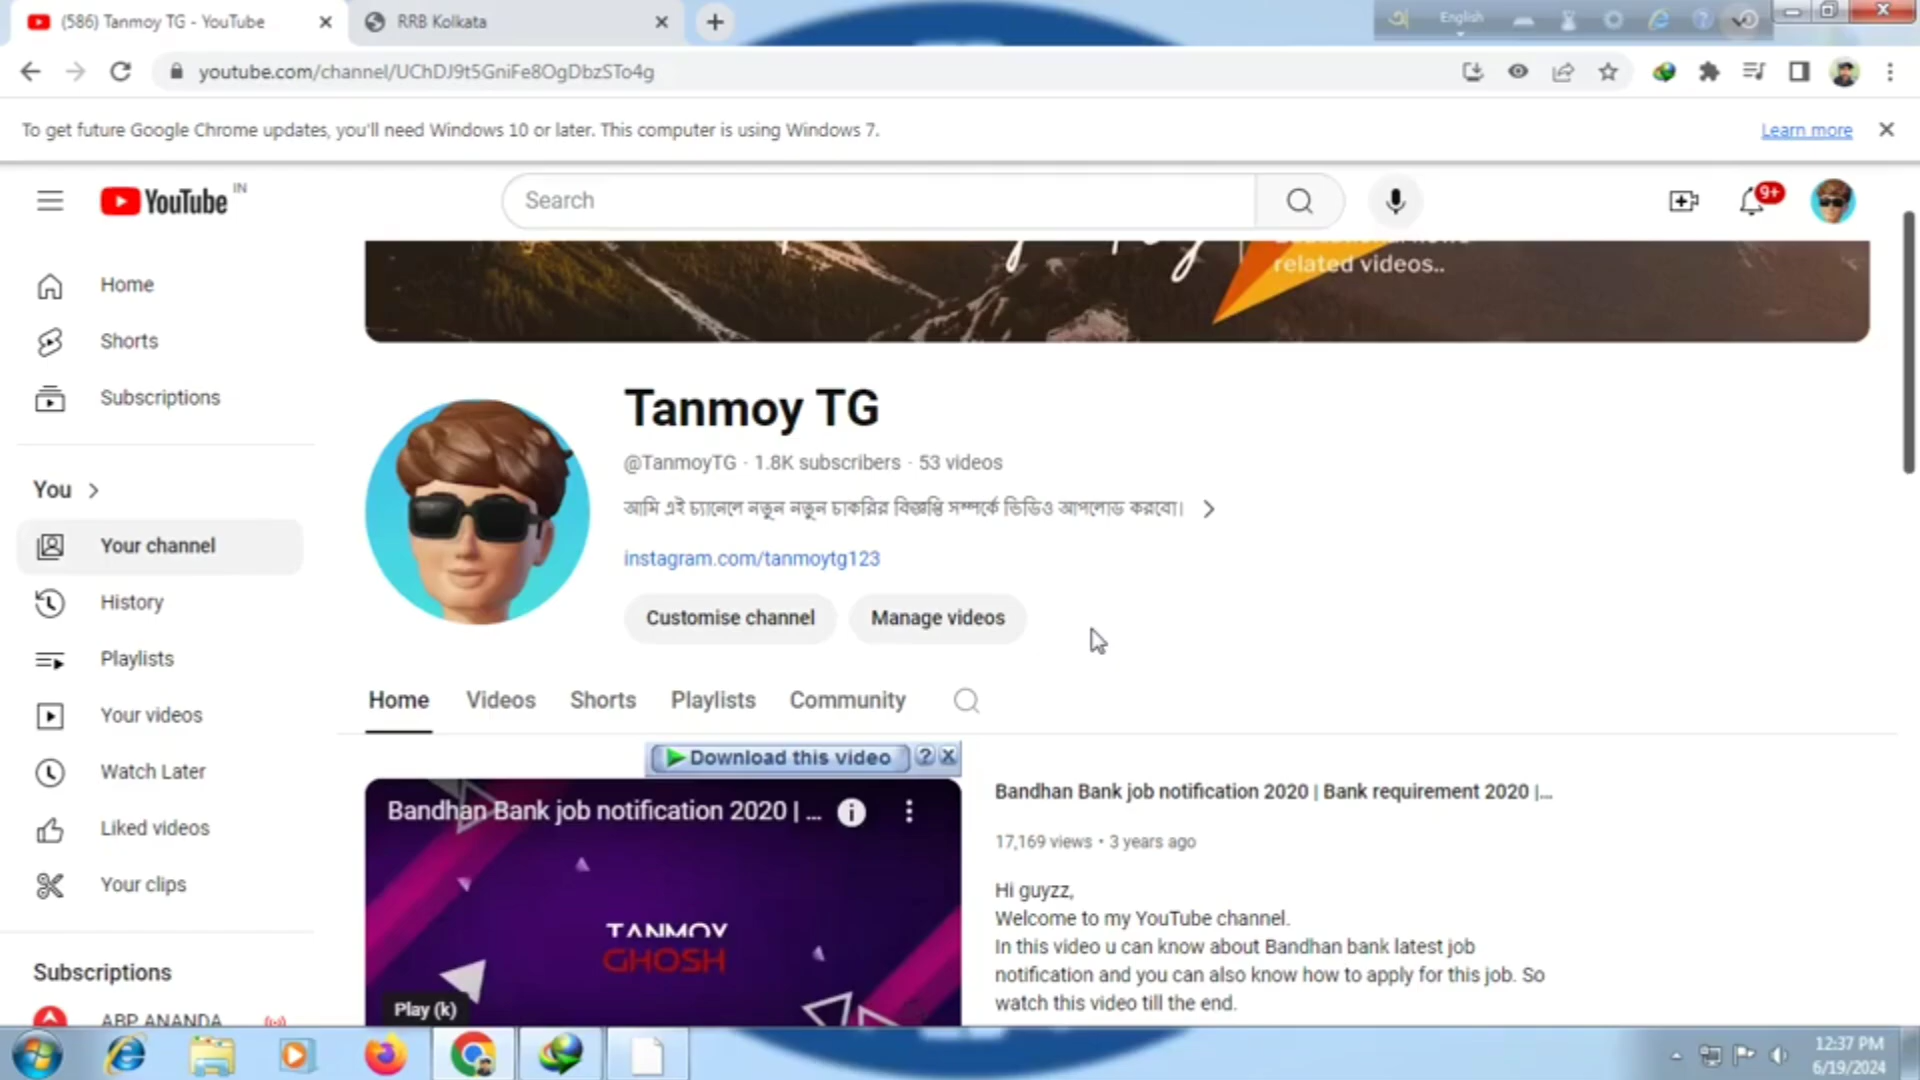 (586) Tanmoy TG - YouTube
RRB Kolkata
English
youtube.com/channel/UChDJ9t5GniFe8OgDbzSTo4g
To get future Google Chrome updates, you'll need Windows 10 or later. This computer is using Windows 7.
Learn more
YouTube IN
Search
9+
related videos..
Home
Shorts
Subscriptions
You
Your channel
History
Playlists
Your videos
Watch Later
Liked videos
Your clips
Subscriptions
ABP ANANDA
Tanmoy TG
@TanmoyTG · 1.8K subscribers · 53 videos
আমি এই চ্যানেলে নতুন নতুন চাকরির বিজ্ঞপ্তি সম্পর্কে ভিডিও আপলোড করবো।
instagram.com/tanmoytg123
Customise channel
Manage videos
Home Videos Shorts Playlists Community
Download this video
Bandhan Bank job notification 2020 | ...
TANMOY
GHOSH
Play (k)
Bandhan Bank job notification 2020 | Bank requirement 2020 |...
17,169 views • 3 years ago
Hi guyzz,
Welcome to my YouTube channel.
In this video u can know about Bandhan bank latest job
notification and you can also know how to apply for this job. So
watch this video till the end.
12:37 PM
6/19/2024